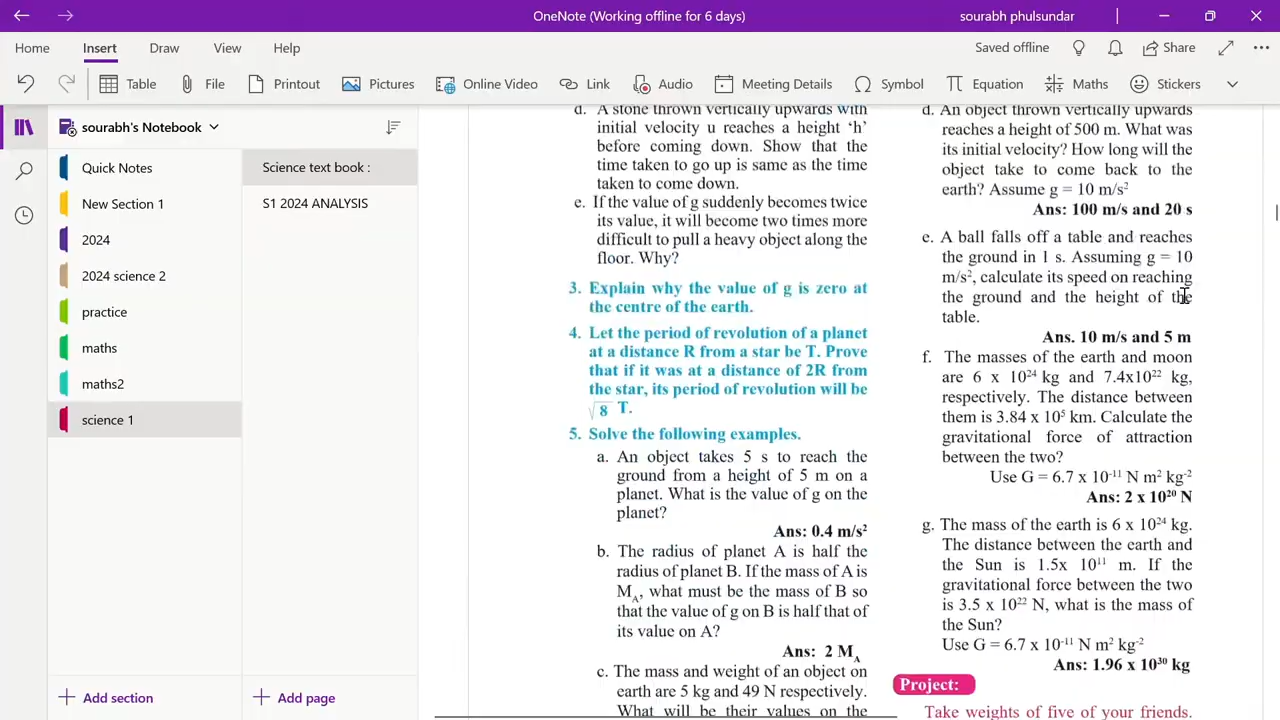 OneNote (Working offline for 6 days)
sourabh phulsundar
Home
Insert
Draw
View
Help
Saved offline
Share
Table
File
Printout
Pictures
Online Video
Link
Audio
Meeting Details
Symbol
Equation
Maths
Stickers
sourabh's Notebook
Quick Notes
New Section 1
2024
2024 science 2
practice
maths
maths2
science 1
Add section
Science text book :
S1 2024 ANALYSIS
Add page
d. A stone thrown vertically upwards with
initial velocity u reaches a height 'h'
before coming down. Show that the
time taken to go up is same as the time
taken to come down.
e. If the value of g suddenly becomes twice
its value, it will become two times more
difficult to pull a heavy object along the
floor. Why?
3. Explain why the value of g is zero at
the centre of the earth.
4. Let the period of revolution of a planet
at a distance R from a star be T. Prove
that if it was at a distance of 2R from
the star, its period of revolution will be
√8 T.
5. Solve the following examples.
a. An object takes 5 s to reach the
ground from a height of 5 m on a
planet. What is the value of g on the
planet?
Ans: 0.4 m/s²
b. The radius of planet A is half the
radius of planet B. If the mass of A is
M_A, what must be the mass of B so
that the value of g on B is half that of
its value on A?
Ans: 2 M_A
c. The mass and weight of an object on
earth are 5 kg and 49 N respectively.
What will be their values on the
d. An object thrown vertically upwards
reaches a height of 500 m. What was
its initial velocity? How long will the
object take to come back to the
earth? Assume g = 10 m/s²
Ans: 100 m/s and 20 s
e. A ball falls off a table and reaches
the ground in 1 s. Assuming g = 10
m/s², calculate its speed on reaching
the ground and the height of the
table.
Ans. 10 m/s and 5 m
f. The masses of the earth and moon
are 6 x 10²⁴ kg and 7.4x10²² kg,
respectively. The distance between
them is 3.84 x 10⁵ km. Calculate the
gravitational force of attraction
between the two?
Use G = 6.7 x 10⁻¹¹ N m² kg⁻²
Ans: 2 x 10²⁰ N
g. The mass of the earth is 6 x 10²⁴ kg.
The distance between the earth and
the Sun is 1.5x 10¹¹ m. If the
gravitational force between the two
is 3.5 x 10²² N, what is the mass of
the Sun?
Use G = 6.7 x 10⁻¹¹ N m² kg⁻²
Ans: 1.96 x 10³⁰ kg
Project:
Take weights of five of your friends.